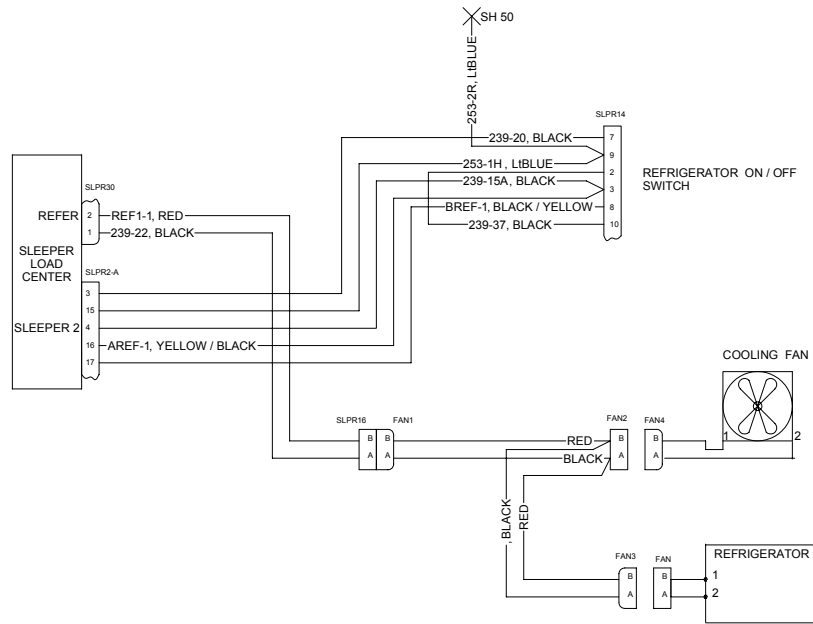 SH 50
253-2R, LtBLUE
SLPR14
239-20, BLACK
7
9
253-1H , LtBLUE
2
239-15A, BLACK
3
BREF-1, BLACK / YELLOW
8
239-37, BLACK
10
REFRIGERATOR ON / OFF
SWITCH
SLPR30
REFER
2
REF1-1, RED
1
239-22, BLACK
SLEEPER
LOAD
CENTER
SLPR2-A
3
15
SLEEPER 2
4
16
AREF-1, YELLOW / BLACK
17
COOLING FAN
1
2
SLPR16
FAN1
B
B
A
A
RED
BLACK
FAN2
FAN4
B
B
A
A
, BLACK
RED
FAN3
FAN
B
B
A
A
REFRIGERATOR
1
2